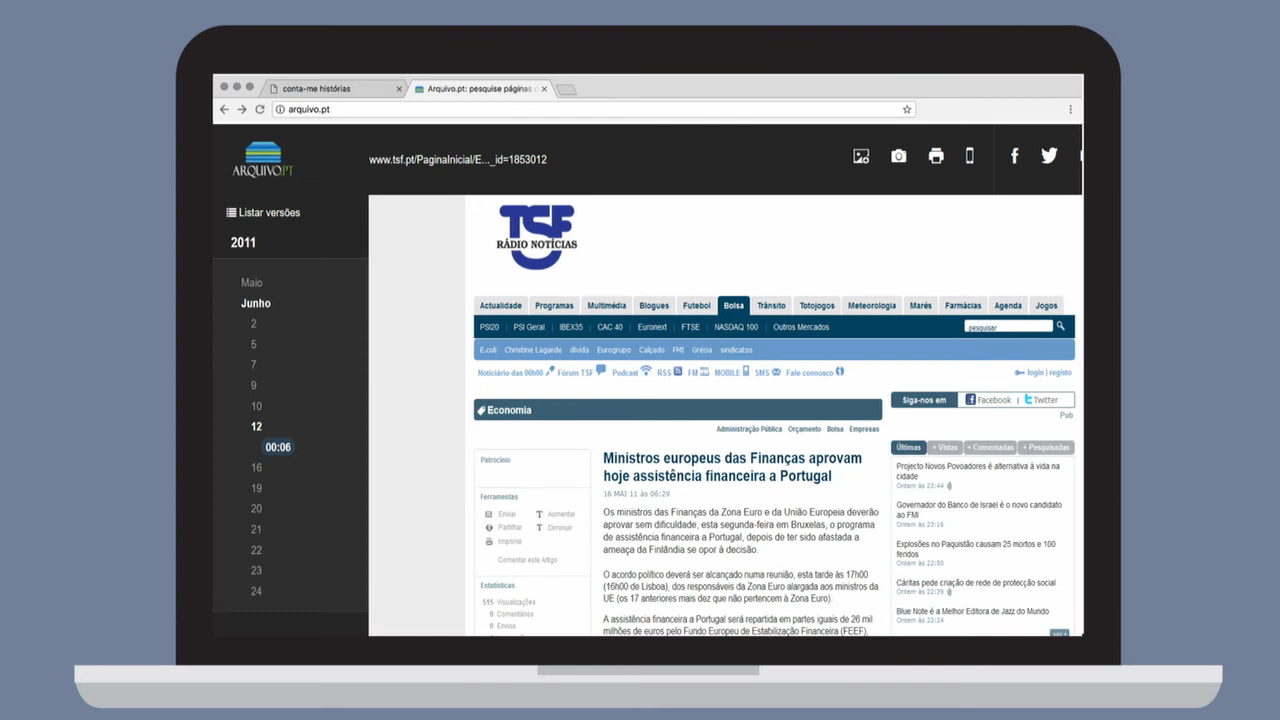 conta-me histórias
Arquivo.pt: pesquise páginas
arquivo.pt
ARQUIVO.PT
www.tsf.pt/PaginaInicial/E..._id=1853012
Listar versões
2011
Maio
Junho
2
5
7
9
10
12
00:06
16
19
20
21
22
23
24
TSF
RÁDIO NOTÍCIAS
Actualidade Programas Multimédia Blogues Futebol Bolsa Trânsito Totojogos Meteorologia Marés Farmácias Agenda Jogos
PSI20 | PSI Geral | IBEX35 | CAC 40 | Euronext | FTSE | NASDAQ 100 | Outros Mercados
pesquisar
E.coli Christine Lagarde dívida Eurogrupo Calçado FMI Grécia sindicatos
Noticiário das 00h00 Fórum TSF Podcast RSS FM MOBILE SMS Fale connosco
login | registo
Economia
Siga-nos em Facebook | Twitter
Pub
Administração Pública Orçamento Bolsa Empresas
Patrocínio
Ferramentas
Enviar Aumentar
Partilhar Diminuir
Imprimir
Comentar este Artigo
Estatísticas
515 Visualizações
0 Comentários
0 Envios
Ministros europeus das Finanças aprovam
hoje assistência financeira a Portugal
16 MAI 11 às 06:29
Os ministros das Finanças da Zona Euro e da União Europeia deverão
aprovar sem dificuldade, esta segunda-feira em Bruxelas, o programa
de assistência financeira a Portugal, depois de ter sido afastada a
ameaça da Finlândia se opor à decisão.
O acordo político deverá ser alcançado numa reunião, esta tarde às 17h00
(16h00 de Lisboa), dos responsáveis da Zona Euro alargada aos ministros da
UE (os 17 anteriores mais dez que não pertencem à Zona Euro).
A assistência financeira a Portugal será repartida em partes iguais de 26 mil
milhões de euros pelo Fundo Europeu de Estabilização Financeira (FEEF),
Últimas + Vistas + Comentadas + Pesquisadas
Projecto Novos Povoadores é alternativa à vida na
cidade
Ontem às 23:44
Governador do Banco de Israel é o novo candidato
ao FMI
Ontem às 23:16
Explosões no Paquistão causam 25 mortos e 100
feridos
Ontem às 22:50
Cáritas pede criação de rede de protecção social
Ontem às 22:39
Blue Note é a Melhor Editora de Jazz do Mundo
Ontem às 22:24